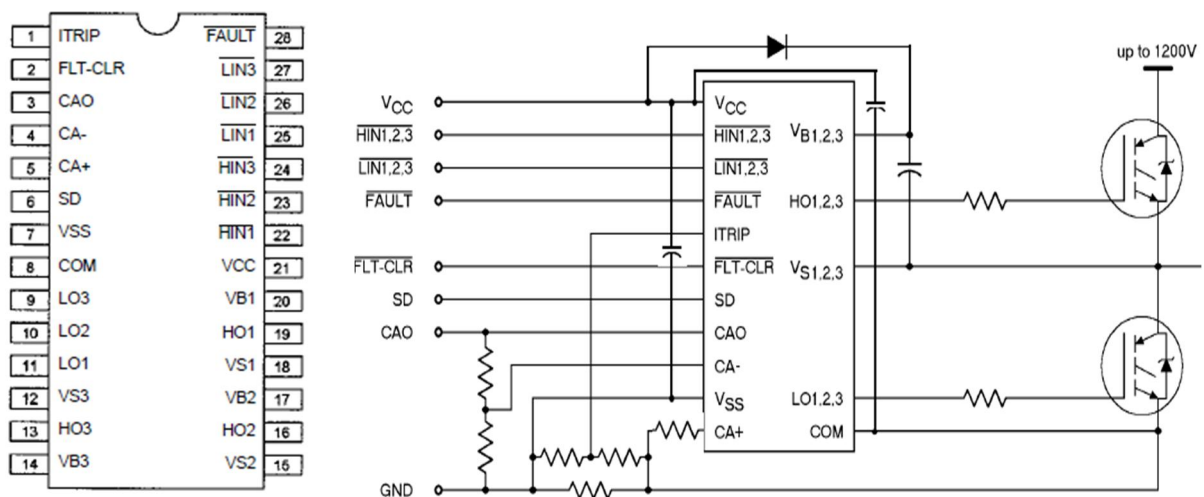 1 ITRIP FAULT 28
2 FLT-CLR LIN3 27
3 CAO LIN2 26
4 CA- LIN1 25
5 CA+ HIN3 24
6 SD HIN2 23
7 VSS HIN1 22
8 COM VCC 21
9 LO3 VB1 20
10 LO2 HO1 19
11 LO1 VS1 18
12 VS3 VB2 17
13 HO3 HO2 16
14 VB3 VS2 15
up to 1200V
VCC VCC
HIN1,2,3 HIN1,2,3 VB1,2,3
LIN1,2,3 LIN1,2,3
FAULT FAULT HO1,2,3
ITRIP
FLT-CLR FLT-CLR VS1,2,3
SD SD
CAO CAO
CA-
VSS LO1,2,3
CA+ COM
GND